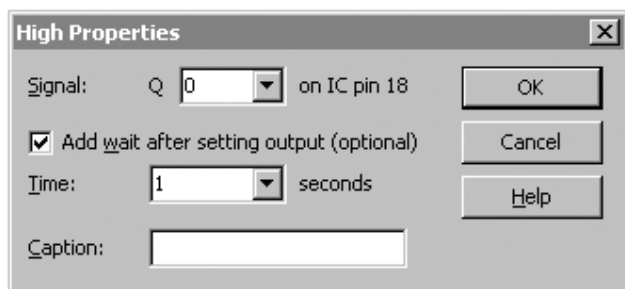 High Properties
Signal: Q 0 on IC pin 18
OK
Add wait after setting output (optional)
Cancel
Time: 1 seconds
Help
Caption: